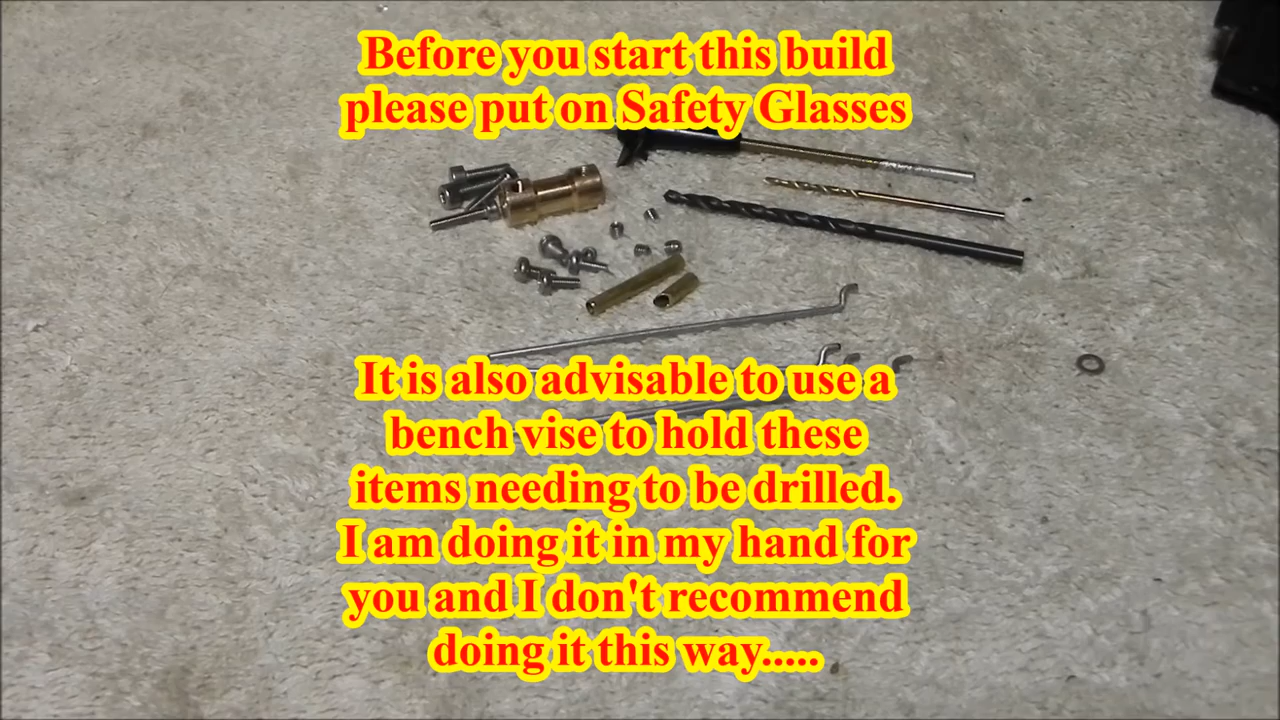 Before you start this build
please put on Safety Glasses
It is also advisable to use a
bench vise to hold these
items needing to be drilled.
I am doing it in my hand for
you and I don't recommend
doing it this way.....